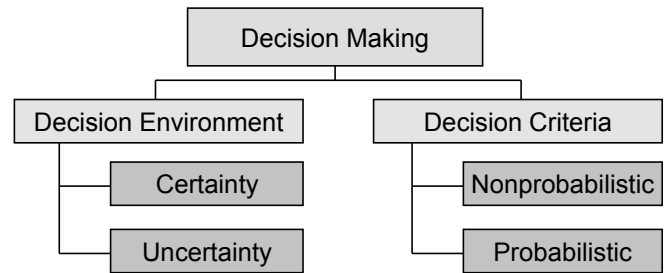 Decision Making
Decision Environment
Certainty
Uncertainty
Decision Criteria
Nonprobabilistic
Probabilistic